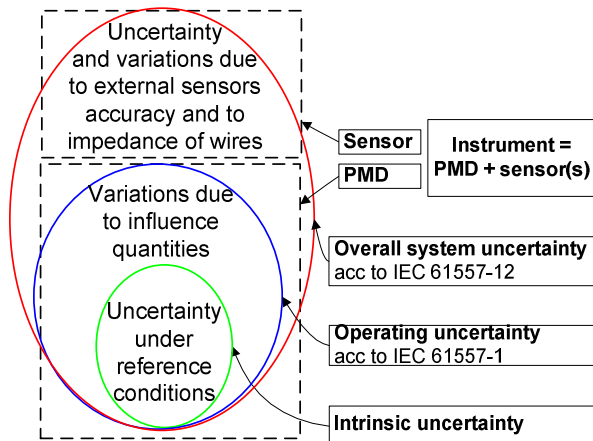 Uncertainty
and variations due
to external sensors
accuracy and to
impedance of wires
Sensor
PMD
Instrument =
PMD + sensor(s)
Variations due
to influence
quantities
Overall system uncertainty
acc to IEC 61557-12
Uncertainty
under
reference
conditions
Operating uncertainty
acc to IEC 61557-1
Intrinsic uncertainty